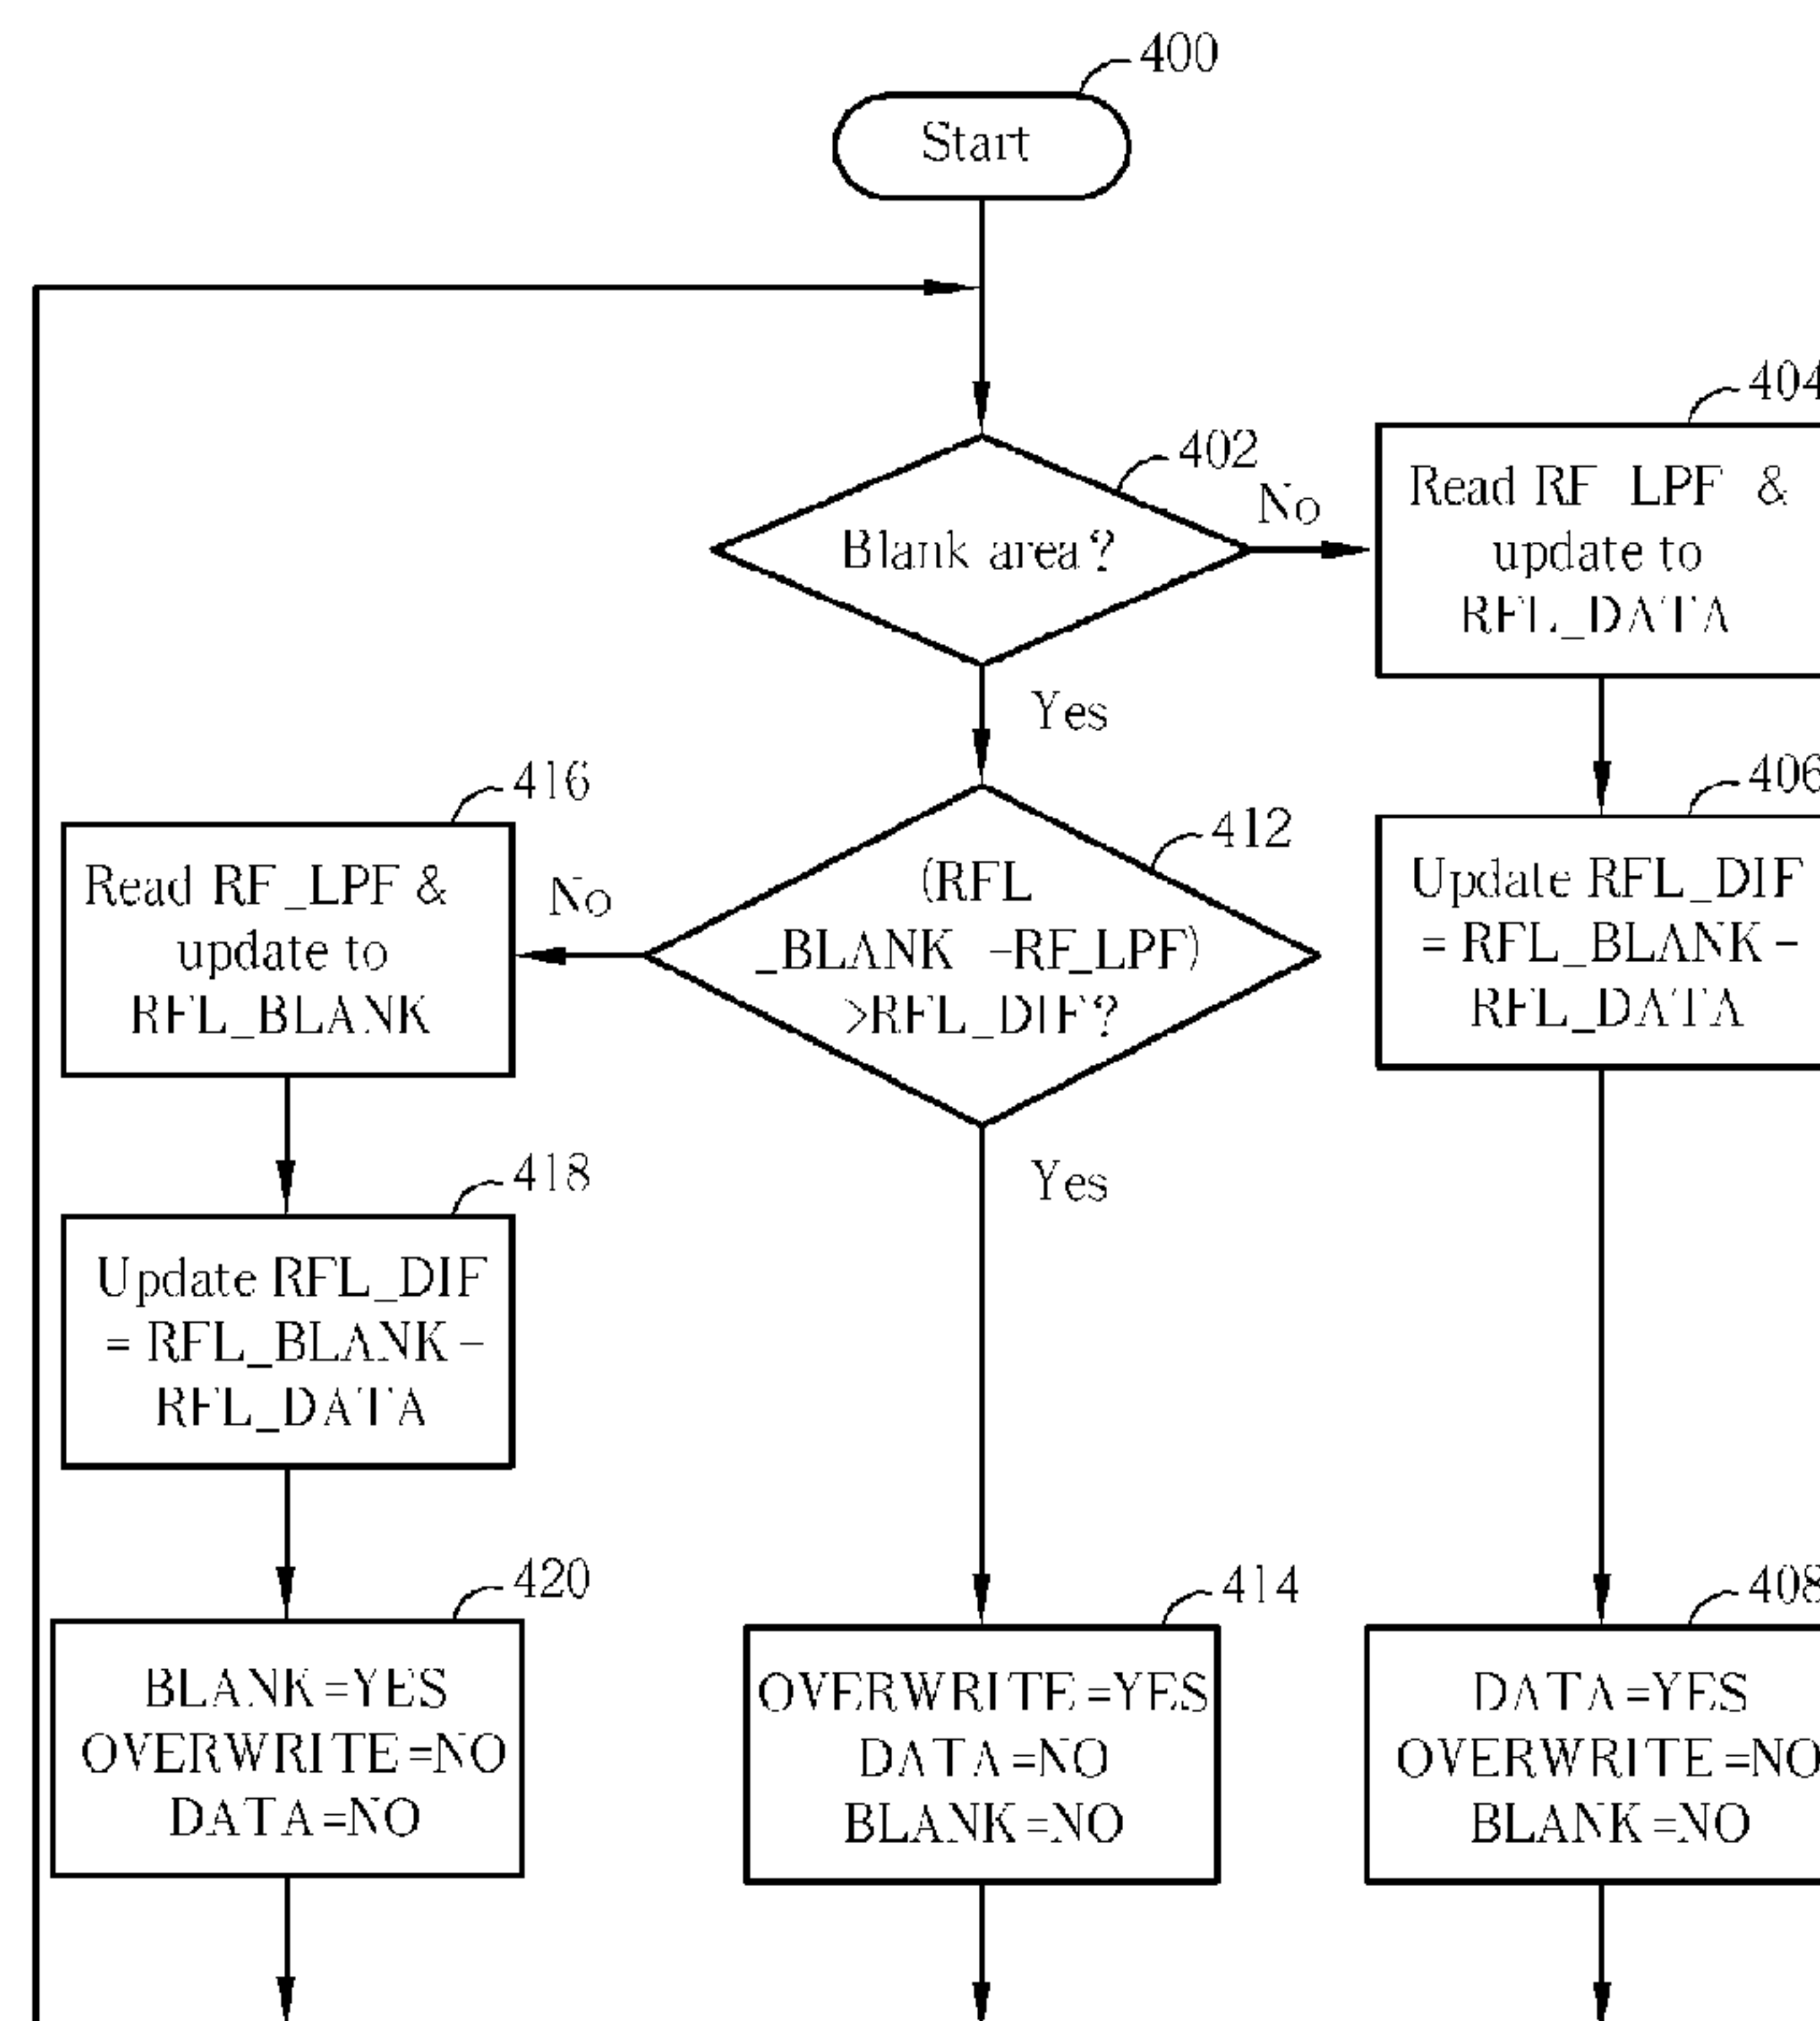 400
Start
402
Blank area?
No
Yes
404
Read RF LPF &
update to
RFL_DATA
406
Update RFL_DIF
= RFL_BLANK –
RFL_DATA
412
(RFL
_BLANK –RF_LPF)
>RFL_DIF?
No
Yes
416
Read RF_LPF &
update to
RFL_BLANK
418
Update RFL_DIF
= RFL_BLANK –
RFL_DATA
420
BLANK=YES
OVERWRITE=NO
DATA=NO
414
OVERWRITE=YES
DATA=NO
BLANK=NO
408
DATA=YES
OVERWRITE=NO
BLANK=NO